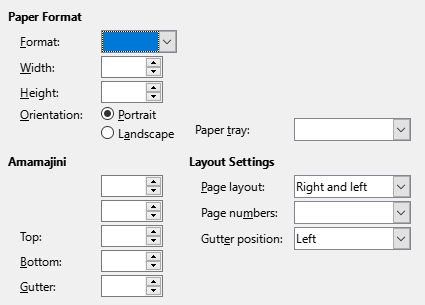 Paper Format
Format:
Width:
Height:
Orientation: Portrait
Landscape
Paper tray:
Amamajini
Top:
Bottom:
Gutter:
Layout Settings
Page layout: Right and left
Page numbers:
Gutter position: Left